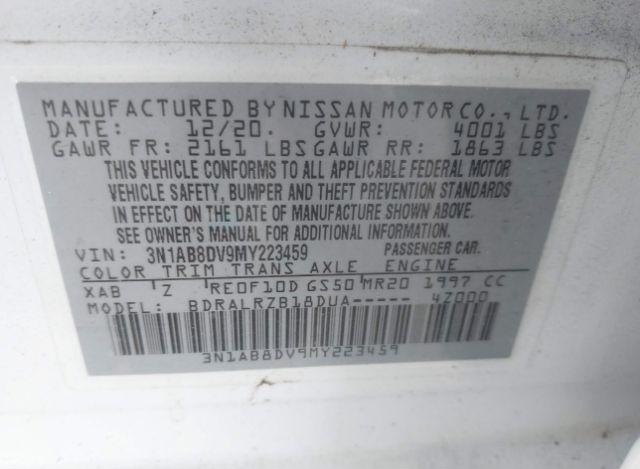 MANUFACTURED BY NISSAN MOTOR CO., LTD.
DATE: 12/20. GVWR: 4001 LBS
GAWR FR: 2161 LBS GAWR RR: 1863 LBS
THIS VEHICLE CONFORMS TO ALL APPLICABLE FEDERAL MOTOR
VEHICLE SAFETY, BUMPER AND THEFT PREVENTION STANDARDS
IN EFFECT ON THE DATE OF MANUFACTURE SHOWN ABOVE.
SEE OWNER'S MANUAL FOR ADDITIONAL INFORMATION.
VIN: 3N1AB8DV9MY223459 PASSENGER CAR.
COLOR TRIM TRANS AXLE ENGINE
XAB Z RE0F10D GS50 MR20 1997 CC
MODEL: BDRALRZB18DUA----- 4Z000
3N1AB8DV9MY223459